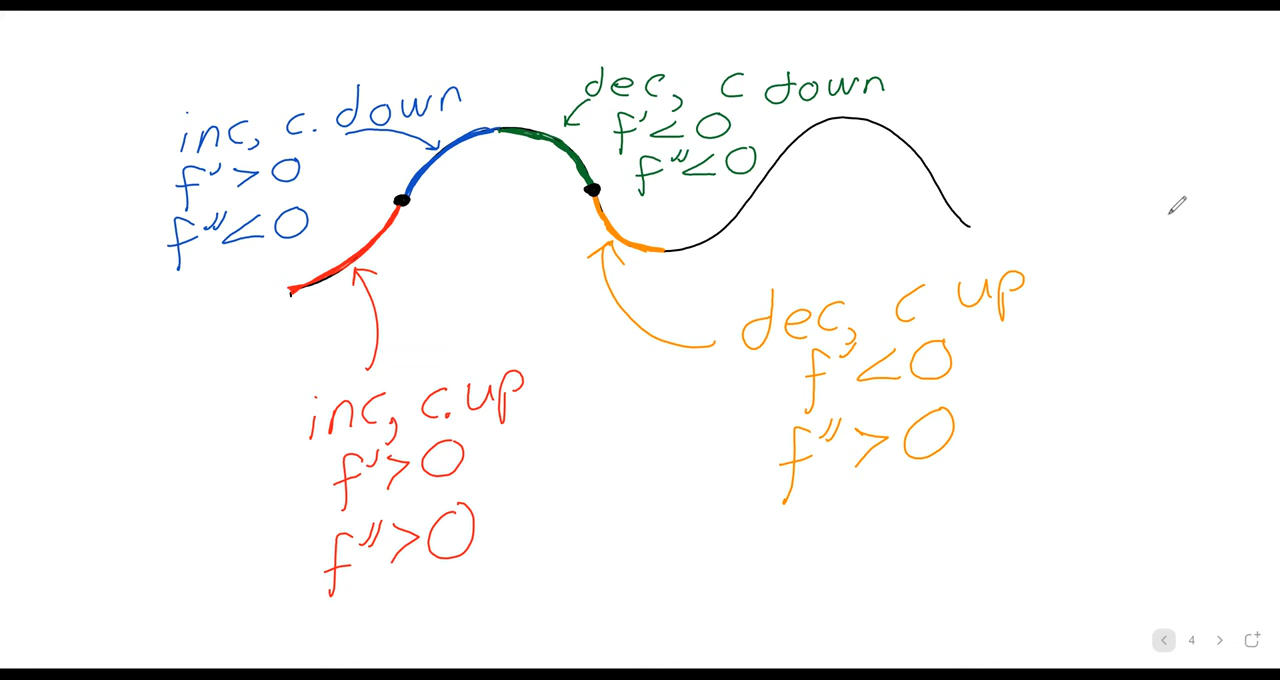 inc, c. down
f' > 0
f'' < 0
dec, c down
f' < 0
f'' < 0
inc, c. up
f' > 0
f'' > 0
dec, c up
f' < 0
f'' > 0
4